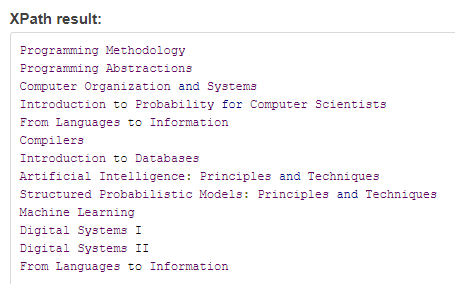 XPath result:
Programming Methodology
Programming Abstractions
Computer Organization and Systems
Introduction to Probability for Computer Scientists
From Languages to Information
Compilers
Introduction to Databases
Artificial Intelligence: Principles and Techniques
Structured Probabilistic Models: Principles and Techniques
Machine Learning
Digital Systems I
Digital Systems II
From Languages to Information